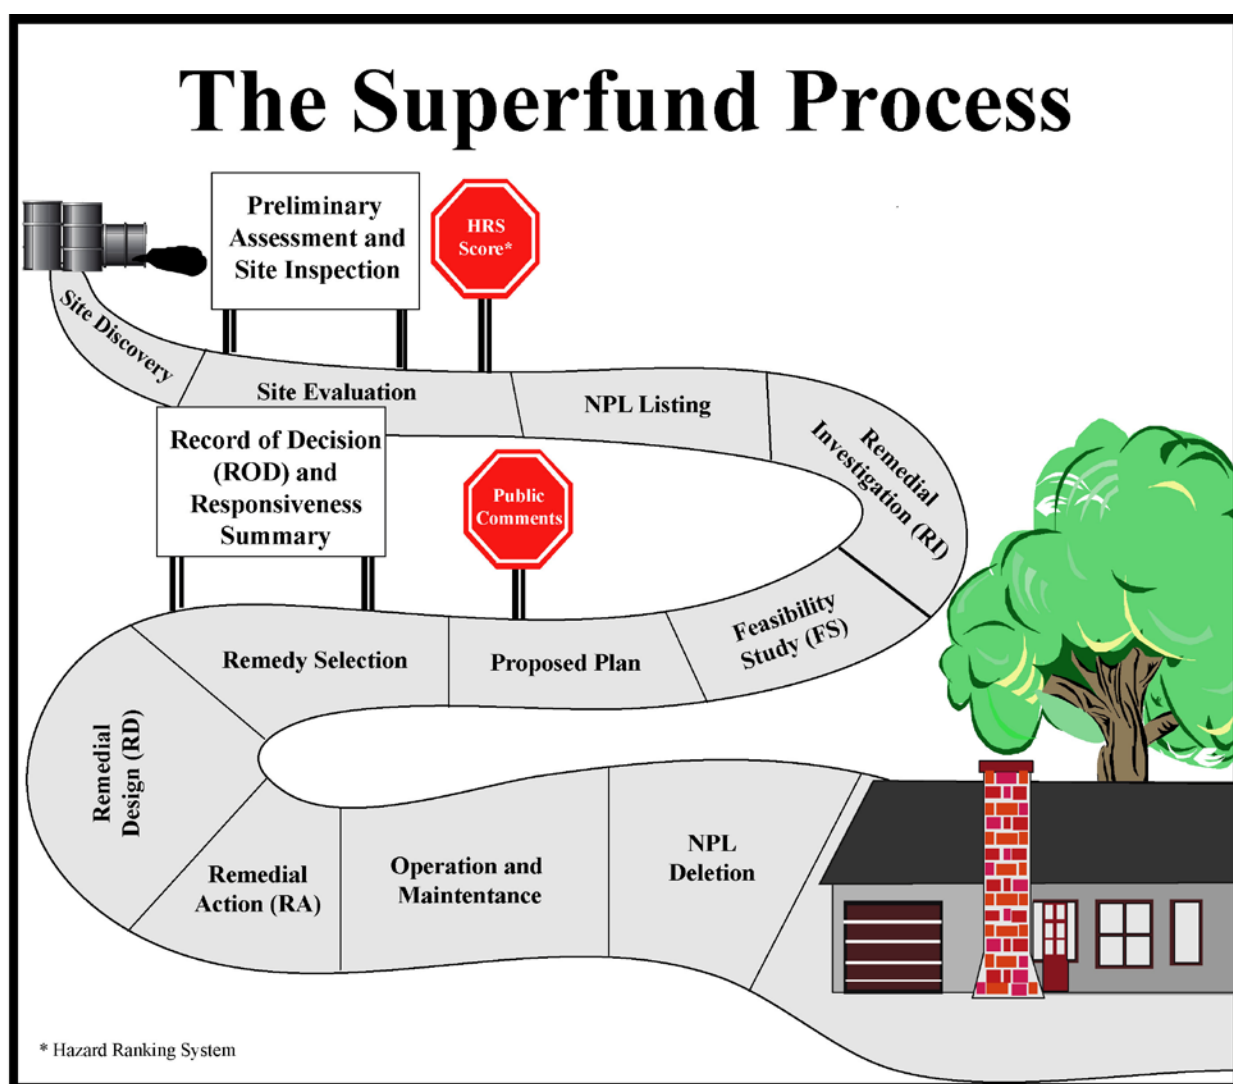 The Superfund Process
Preliminary
Assessment and
Site Inspection
HRS
Score*
Site Discovery
Site Evaluation
NPL Listing
Remedial
Investigation (RI)
Record of Decision
(ROD) and
Responsiveness
Summary
Public
Comments
Feasibility
Study (FS)
Proposed Plan
Remedy Selection
Remedial
Design (RD)
Remedial
Action (RA)
Operation and
Maintentance
NPL
Deletion
* Hazard Ranking System